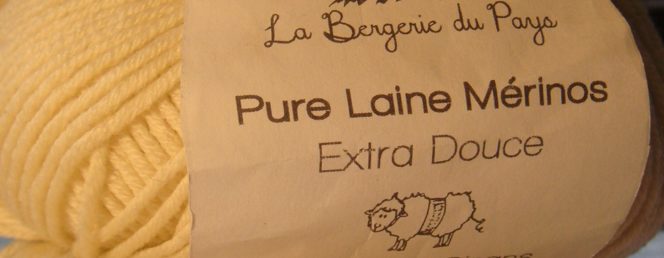 La Bergerie du Pays
Pure Laine Mérinos
Extra Douce